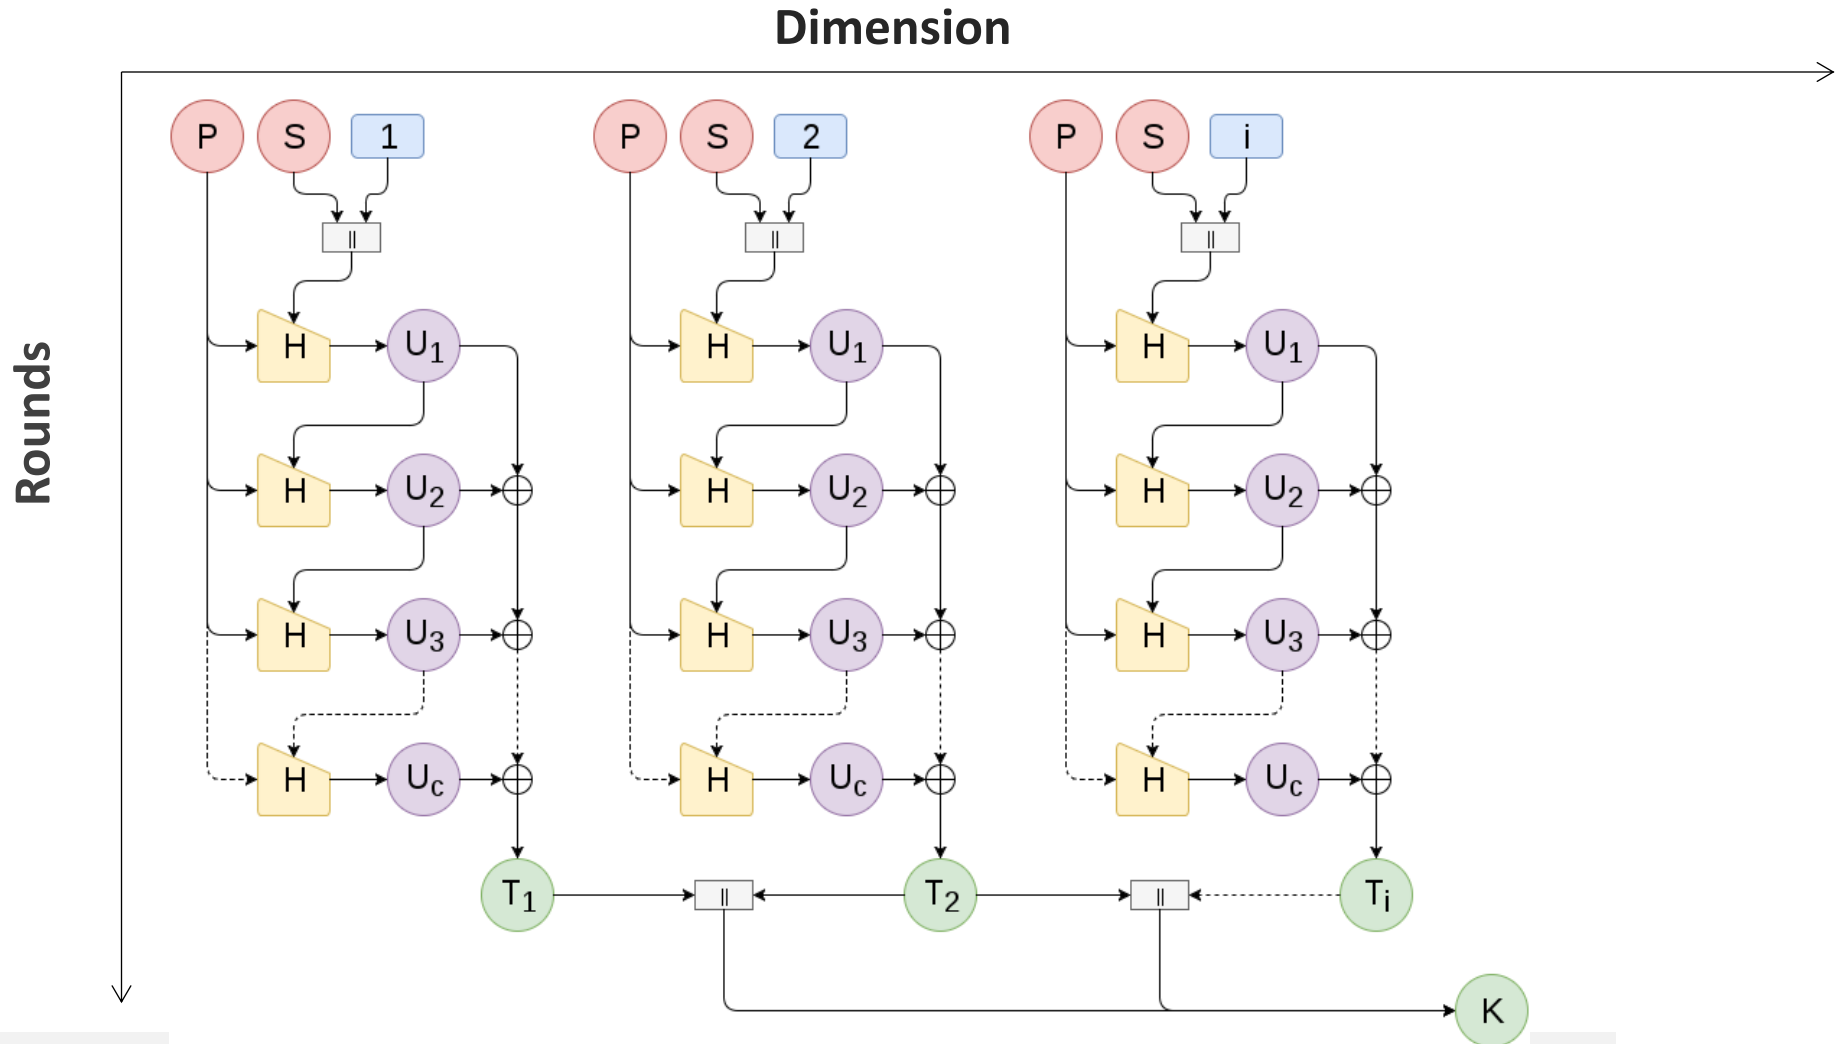 Dimension
Rounds
P S 1 P S 2 P S i
|| || ||
H U1 H U1 H U1
H U2 H U2 H U2
H U3 H U3 H U3
H Uc H Uc H Uc
T1 || T2 || Ti
K